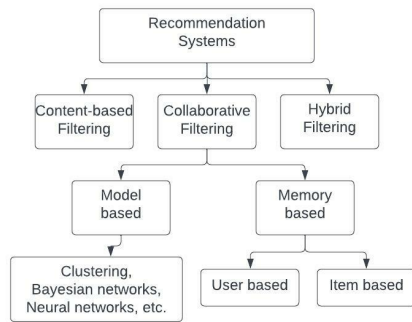 Recommendation
Systems
Content-based
Filtering
Collaborative
Filtering
Hybrid
Filtering
Model
based
Memory
based
Clustering,
Bayesian networks,
Neural networks, etc.
User based
Item based